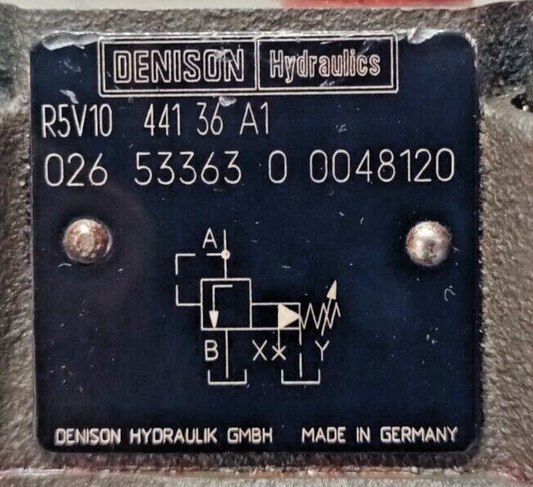 DENISON Hydraulics
R5V10 441 36 A1
026 53363 0 0048120
A
B X Y
DENISON HYDRAULIK GMBH MADE IN GERMANY